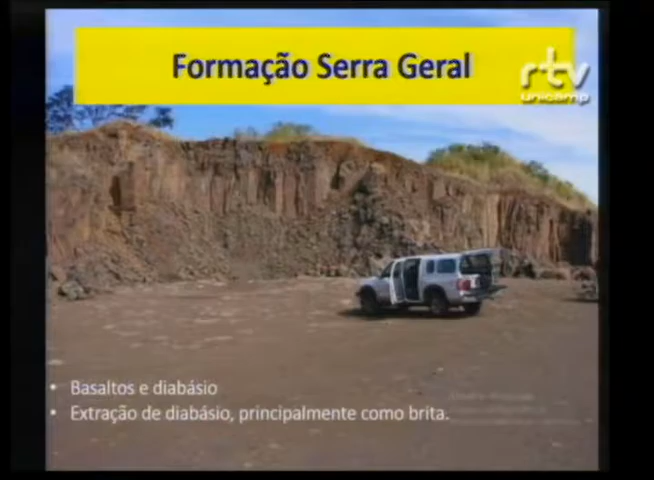 Formação Serra Geral
rtv
unicamp
• Basaltos e diabásio
• Extração de diabásio, principalmente como brita.